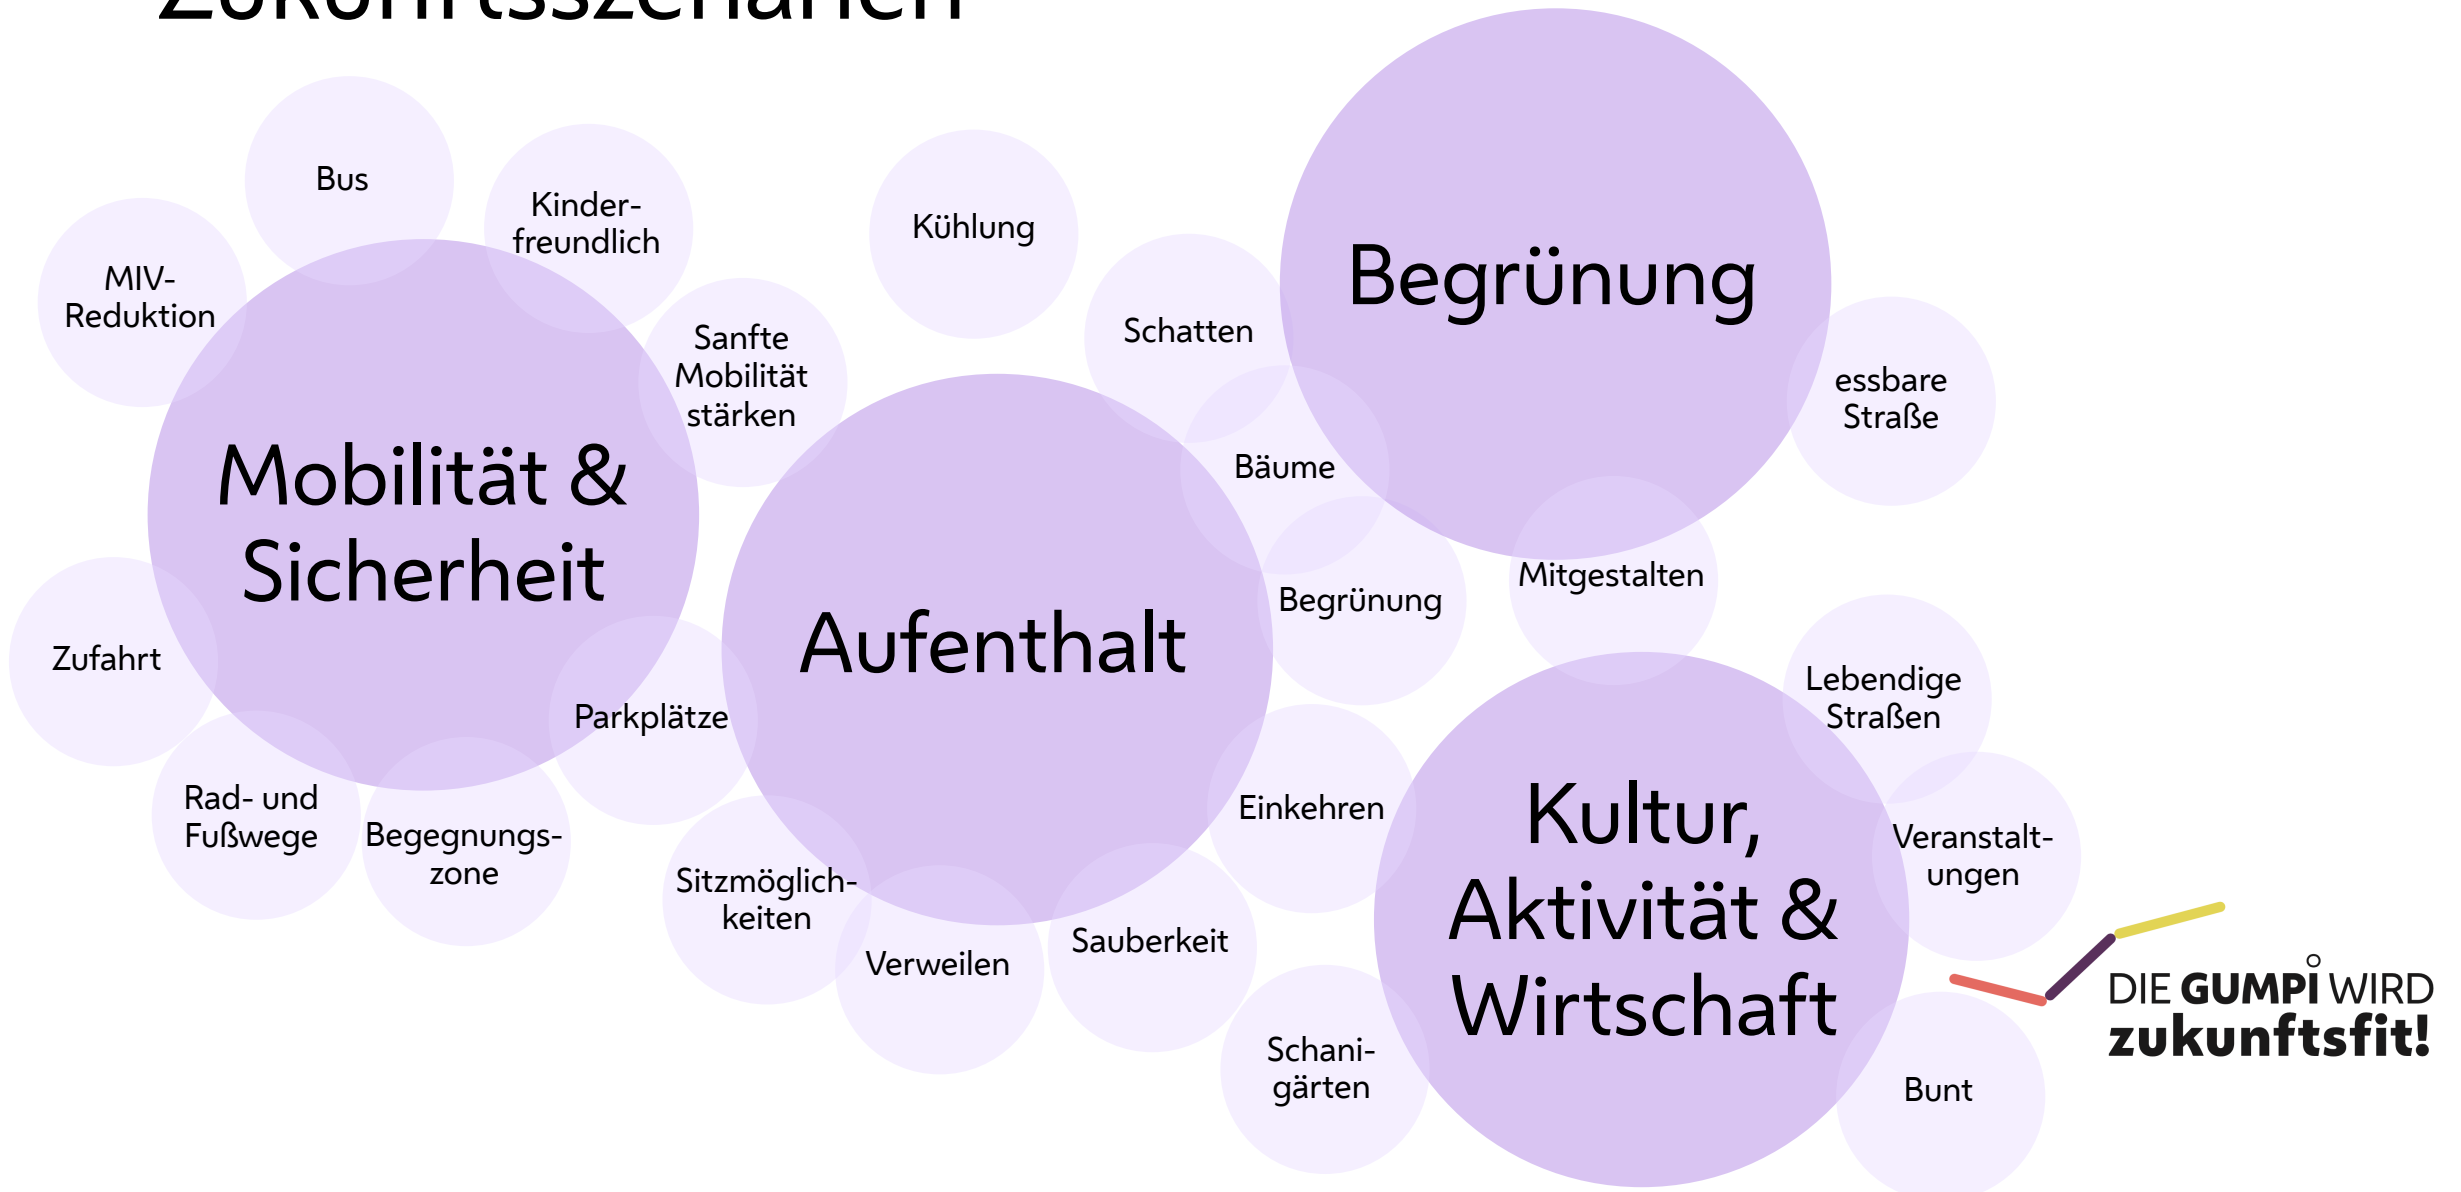 Zukunftsszenarien
Bus
Kinder-
freundlich
MIV-
Reduktion
Sanfte
Mobilität
stärken
Mobilität &
Sicherheit
Zufahrt
Parkplätze
Rad- und
Fußwege
Begegnungs-
zone
Kühlung
Schatten
Bäume
Begrünung
Aufenthalt
Einkehren
Sitzmöglich-
keiten
Verweilen
Sauberkeit
Begrünung
essbare
Straße
Mitgestalten
Lebendige
Straßen
Kultur,
Aktivität &
Wirtschaft
Veranstalt-
ungen
Schani-
gärten
Bunt
DIE GUMPI WIRD
zukunftsfit!